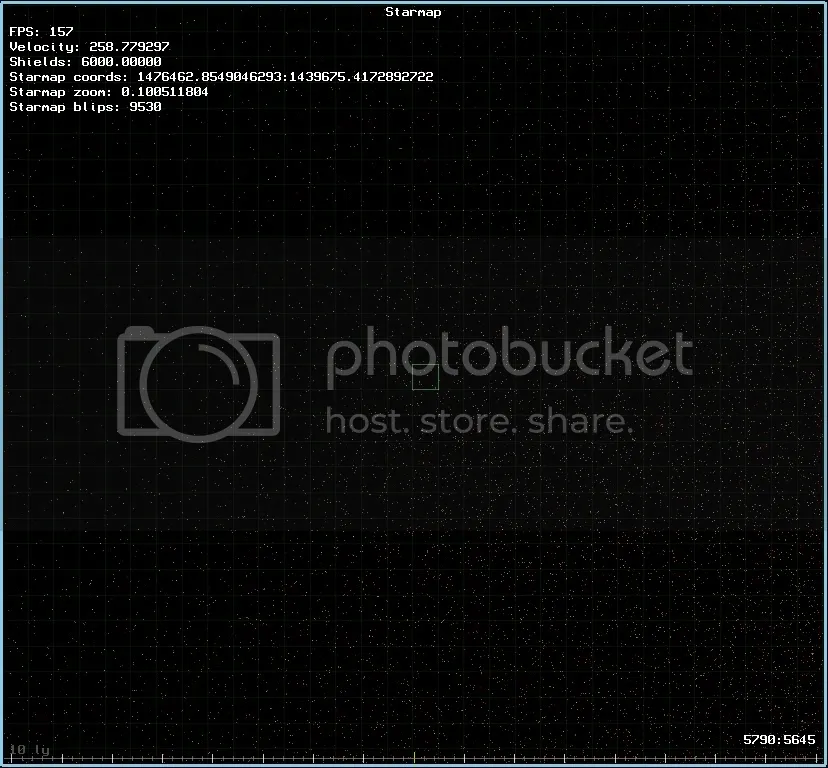 Starmap
FPS: 157
Velocity: 258.779297
Shields: 6000.00000
Starmap coords: 1476462.8549046293:1439675.4172892722
Starmap zoom: 0.100511804
Starmap blips: 9530
photobucket
host. store. share.
5790:5645
10 ly